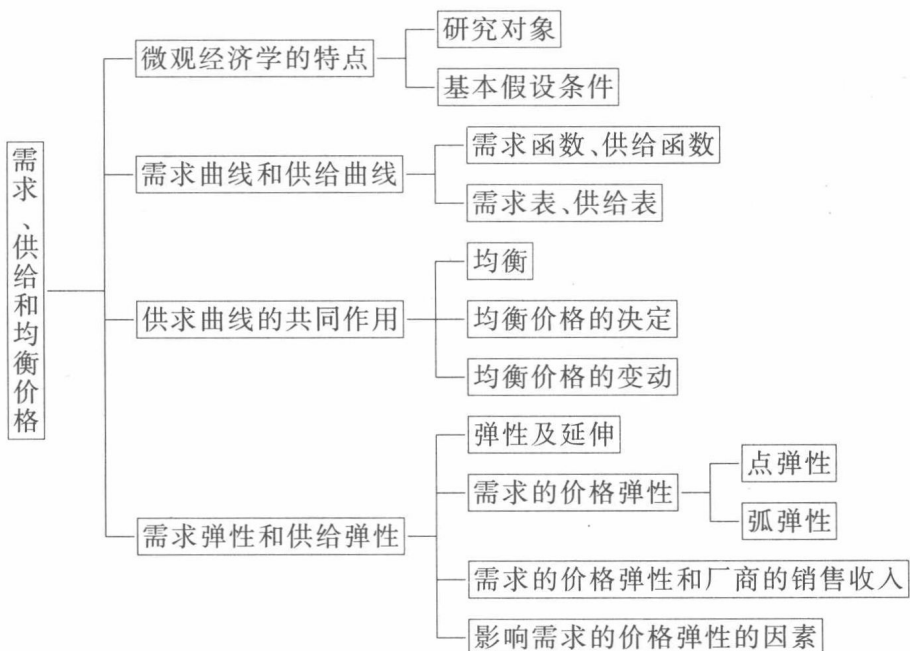 需求、供给和均衡价格
微观经济学的特点
研究对象
基本假设条件
需求曲线和供给曲线
需求函数、供给函数
需求表、供给表
供求曲线的共同作用
均衡
均衡价格的决定
均衡价格的变动
需求弹性和供给弹性
弹性及延伸
需求的价格弹性
点弹性
弧弹性
需求的价格弹性和厂商的销售收入
影响需求的价格弹性的因素